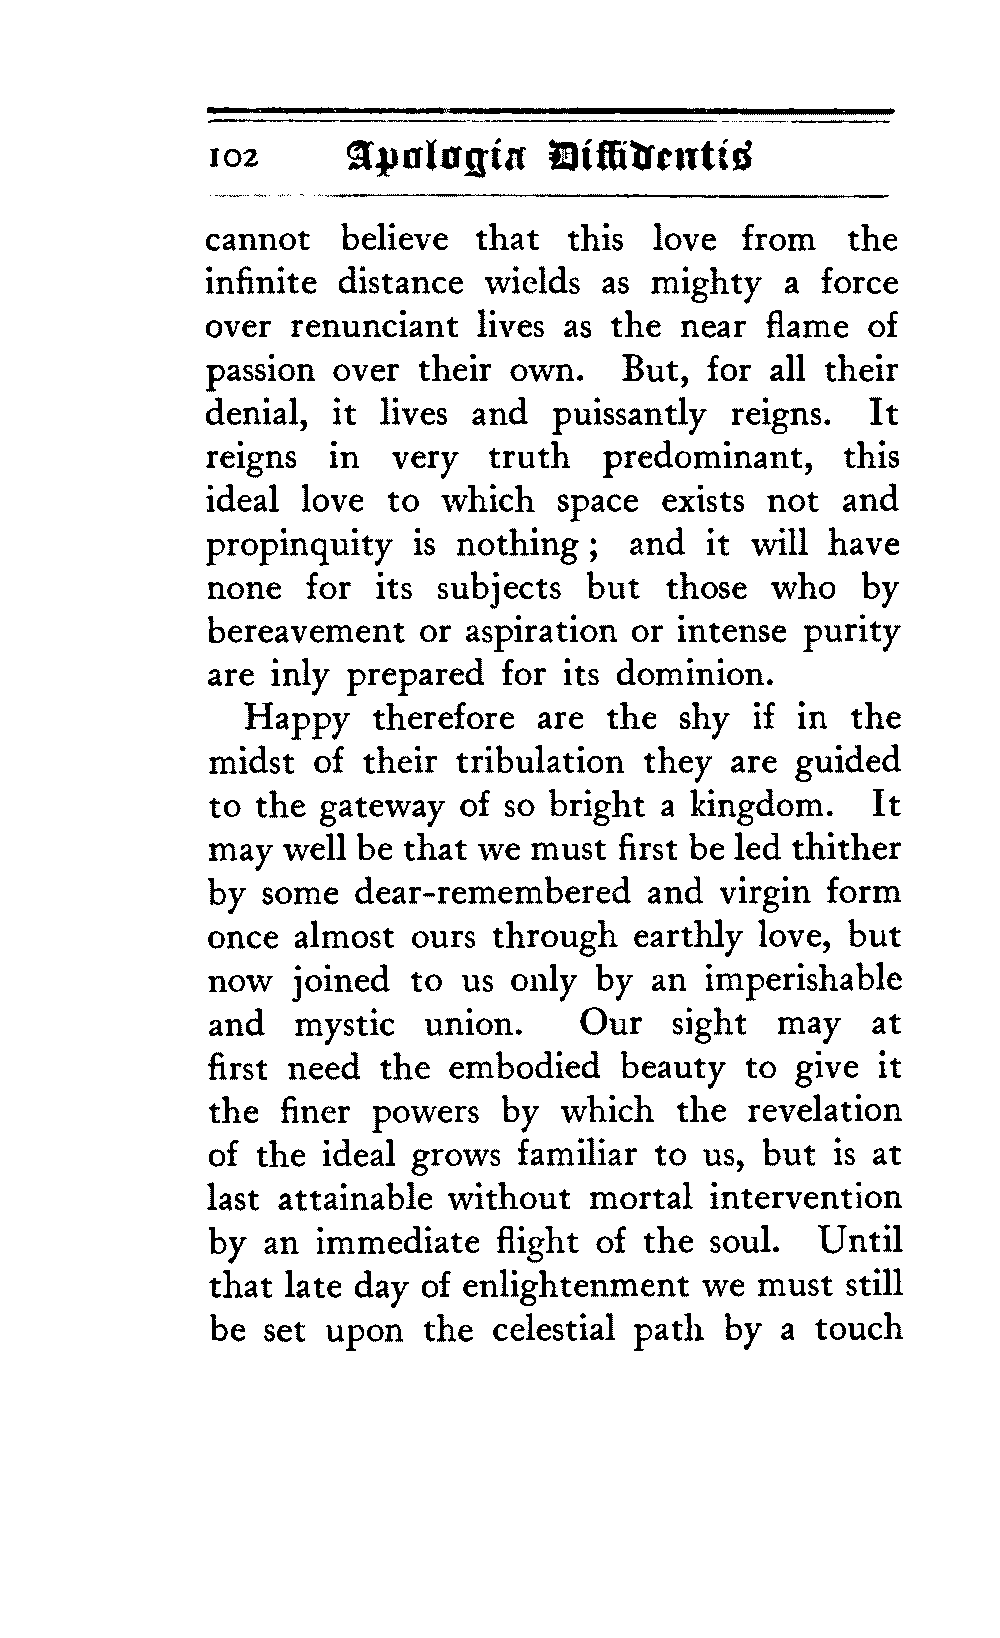 102 Apologia Diffidentis
cannot believe that this love from the
infinite distance wields as mighty a force
over renunciant lives as the near flame of
passion over their own. But, for all their
denial, it lives and puissantly reigns. It
reigns in very truth predominant, this
ideal love to which space exists not and
propinquity is nothing ; and it will have
none for its subjects but those who by
bereavement or aspiration or intense purity
are inly prepared for its dominion.
Happy therefore are the shy if in the
midst of their tribulation they are guided
to the gateway of so bright a kingdom. It
may well be that we must first be led thither
by some dear-remembered and virgin form
once almost ours through earthly love, but
now joined to us only by an imperishable
and mystic union. Our sight may at
first need the embodied beauty to give it
the finer powers by which the revelation
of the ideal grows familiar to us, but is at
last attainable without mortal intervention
by an immediate flight of the soul. Until
that late day of enlightenment we must still
be set upon the celestial path by a touch